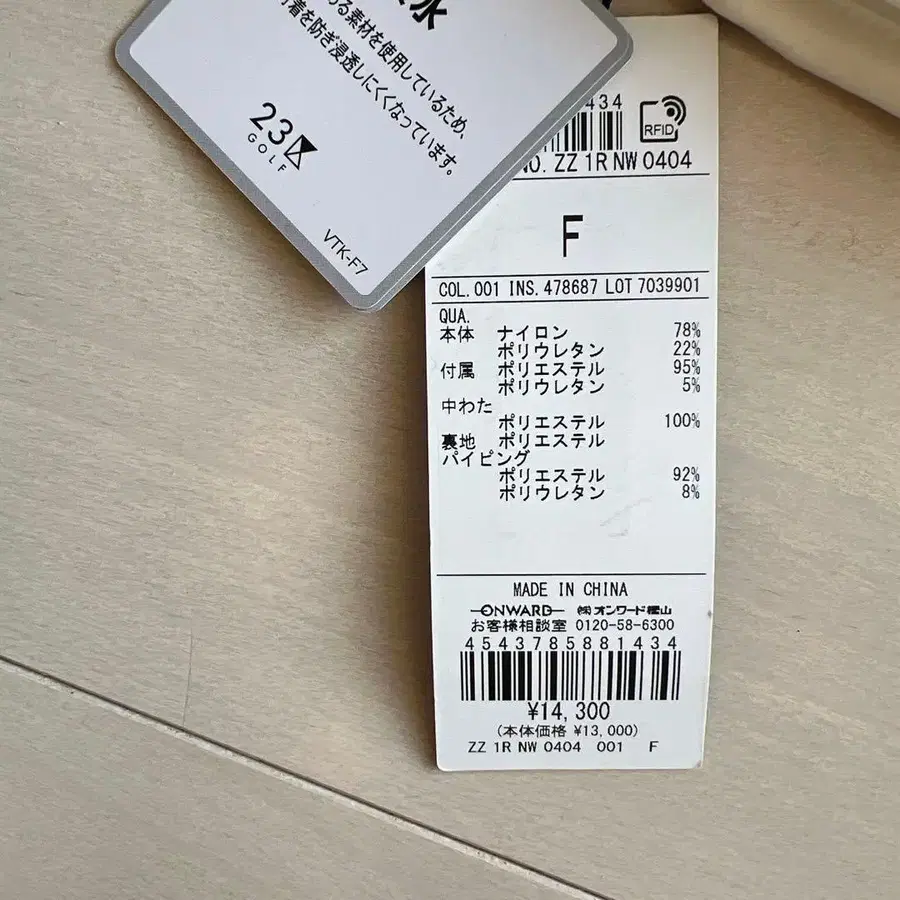 水
る素材を使用しているため、
着を防ぎ浸透しにくくなっています。
23
GOLF
VTK-F7
434
RFID
NO. ZZ 1R NW 0404
F
COL. 001 INS. 478687 LOT 7039901
QUA.
本体 ナイロン 78%
ポリウレタン 22%
付属 ポリエステル 95%
ポリウレタン 5%
中わた
ポリエステル 100%
裏地 ポリエステル
パイピング
ポリエステル 92%
ポリウレタン 8%
MADE IN CHINA
ONWARD ㈱オンワード樫山
お客様相談室 0120-58-6300
4543785881434
¥14,300
(本体価格 ¥13,000)
ZZ 1R NW 0404 001 F